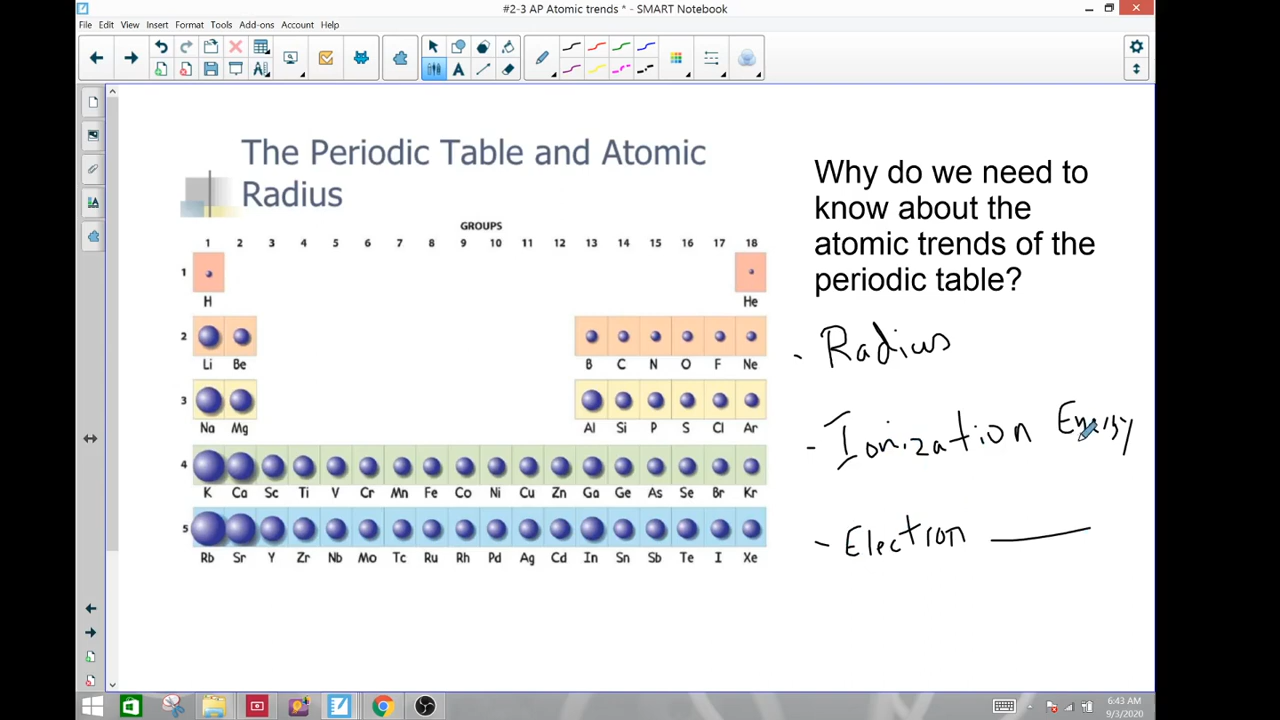 #2-3 AP Atomic trends * - SMART Notebook
File Edit View Insert Format Tools Add-ons Account Help
The Periodic Table and Atomic
Radius
GROUPS
1 2 3 4 5 6 7 8 9 10 11 12 13 14 15 16 17 18
1
H He
2
Li Be B C N O F Ne
3
Na Mg Al Si P S Cl Ar
4
K Ca Sc Ti V Cr Mn Fe Co Ni Cu Zn Ga Ge As Se Br Kr
5
Rb Sr Y Zr Nb Mo Tc Ru Rh Pd Ag Cd In Sn Sb Te I Xe
Why do we need to
know about the
atomic trends of the
periodic table?
- Radius
- Ionization Energy
- Electron ____
6:43 AM
9/3/2020